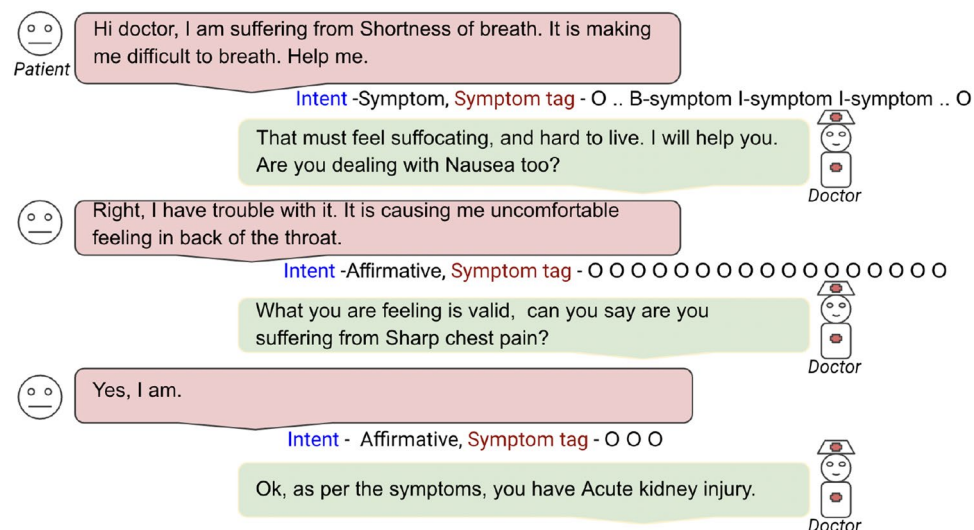 Hi doctor, I am suffering from Shortness of breath. It is making
me difficult to breath. Help me.
Patient
Intent -Symptom, Symptom tag - O .. B-symptom I-symptom I-symptom .. O
That must feel suffocating, and hard to live. I will help you.
Are you dealing with Nausea too?
Doctor
Right, I have trouble with it. It is causing me uncomfortable
feeling in back of the throat.
Intent -Affirmative, Symptom tag - O O O O O O O O O O O O O O O O O
What you are feeling is valid, can you say are you
suffering from Sharp chest pain?
Doctor
Yes, I am.
Intent - Affirmative, Symptom tag - O O O
Ok, as per the symptoms, you have Acute kidney injury.
Doctor